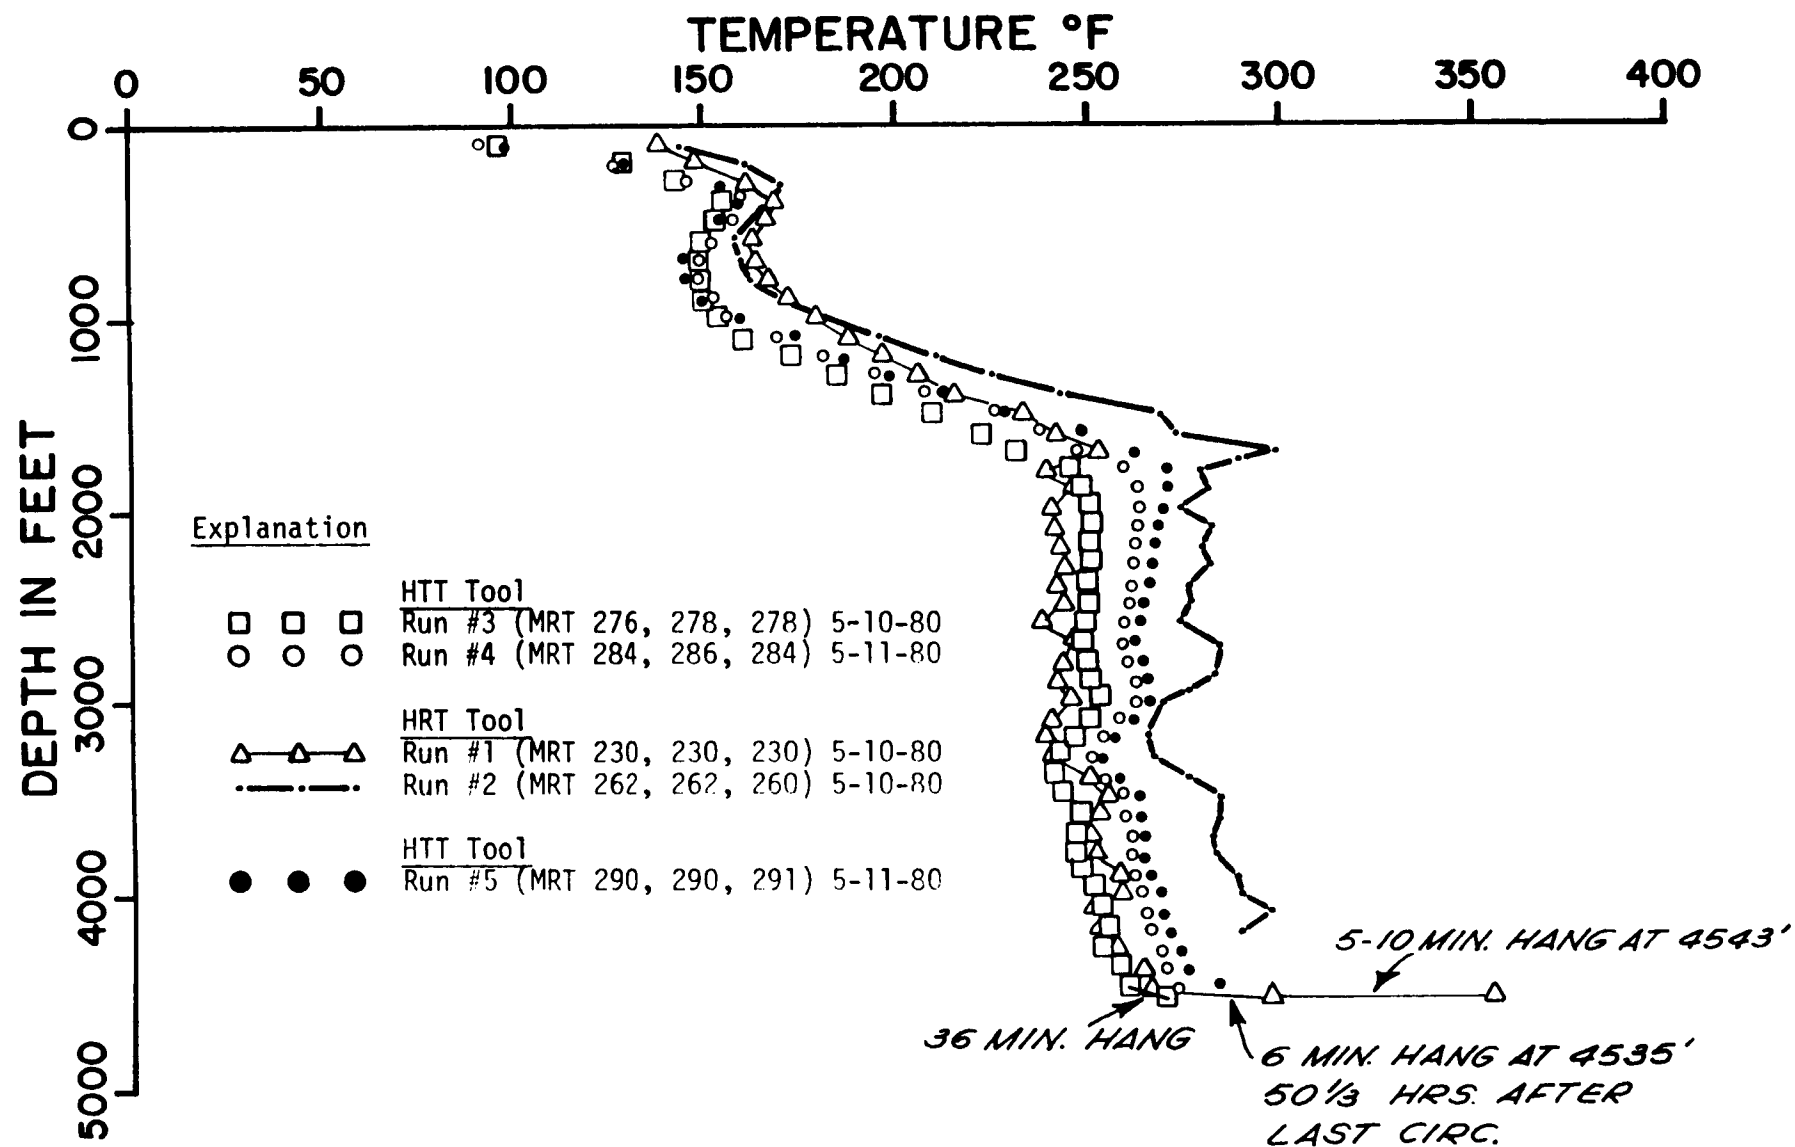 TEMPERATURE °F
0 50 100 150 200 250 300 350 400
DEPTH IN FEET
0
1000
2000
3000
4000
5000
Explanation
HTT Tool
Run #3 (MRT 276, 278, 278) 5-10-80
Run #4 (MRT 284, 286, 284) 5-11-80
HRT Tool
Run #1 (MRT 230, 230, 230) 5-10-80
Run #2 (MRT 262, 262, 260) 5-10-80
HTT Tool
Run #5 (MRT 290, 290, 291) 5-11-80
5-10 MIN. HANG AT 4543'
36 MIN. HANG
6 MIN. HANG AT 4535'
50 1/3 HRS. AFTER
LAST CIRC.